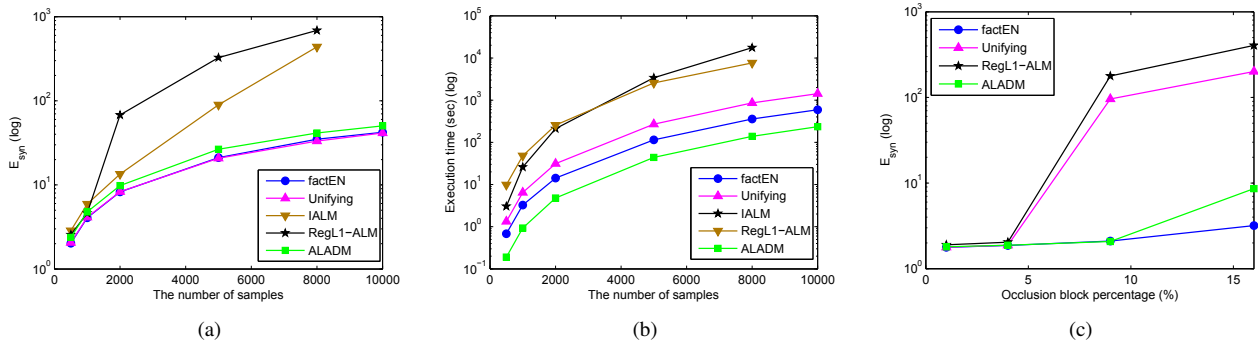 10³
10²
10¹
10⁰
E_syn (log)
0 2000 4000 6000 8000 10000
The number of samples
factEN
Unifying
IALM
RegL1−ALM
ALADM
(a)
10⁵
10⁴
10³
10²
10¹
10⁰
10⁻¹
Execution time (sec) (log)
0 2000 4000 6000 8000 10000
The number of samples
factEN
Unifying
IALM
RegL1−ALM
ALADM
(b)
10³
10²
10¹
10⁰
E_syn (log)
0 5 10 15
Occlusion block percentage (%)
factEN
Unifying
RegL1−ALM
ALADM
(c)